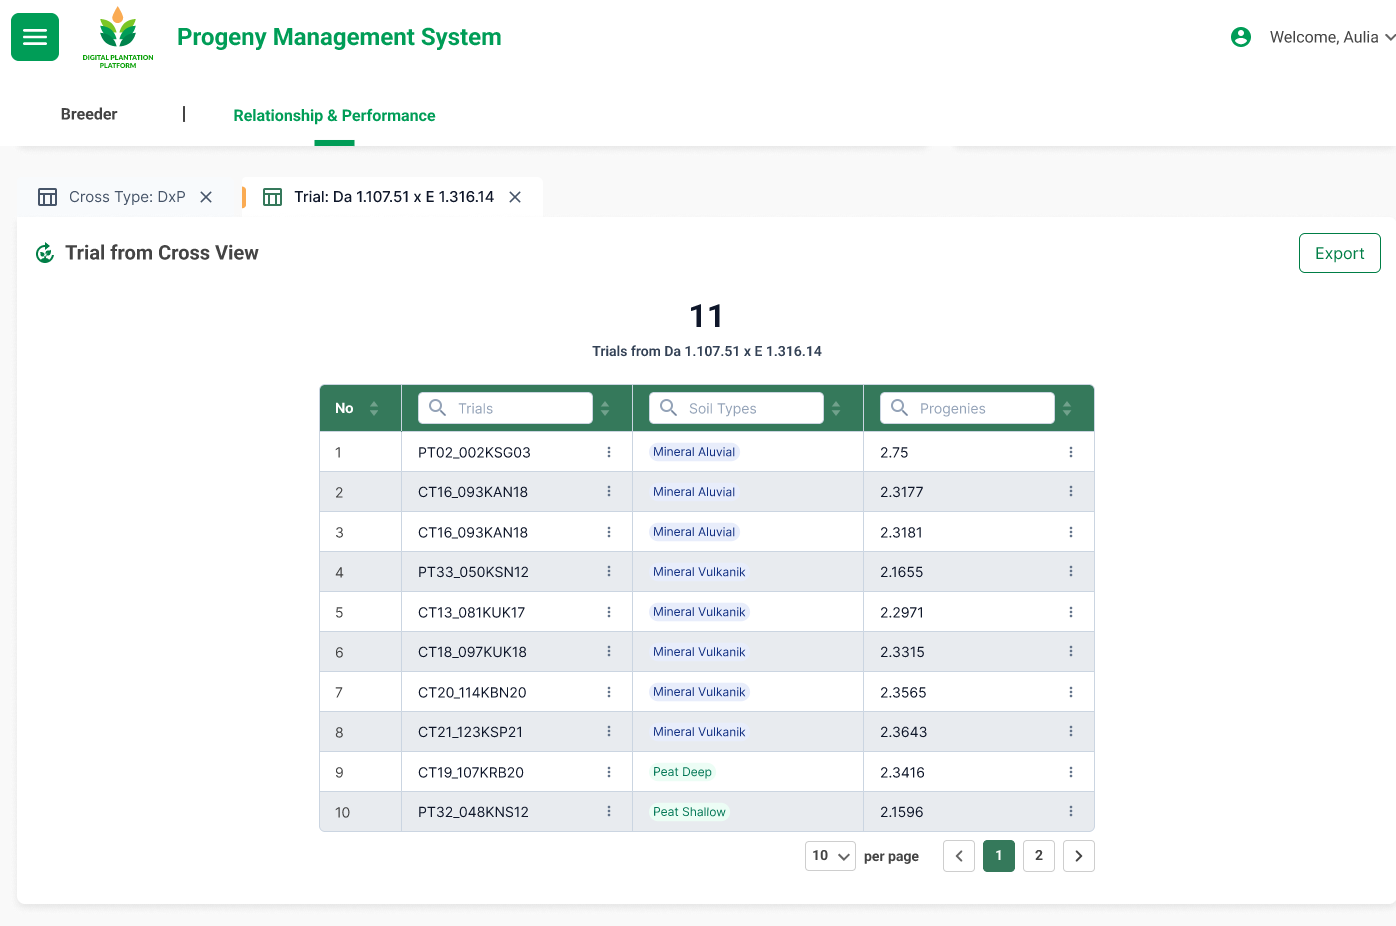 DIGITAL PLANTATION
PLATFORM
Progeny Management System
Welcome, Aulia
Breeder
|
Relationship & Performance
Cross Type: DxP
Trial: Da 1.107.51 x E 1.316.14
Trial from Cross View
Export
11
Trials from Da 1.107.51 x E 1.316.14
No Trials Soil Types Progenies
1 PT02_002KSG03 Mineral Aluvial 2.75
2 CT16_093KAN18 Mineral Aluvial 2.3177
3 CT16_093KAN18 Mineral Aluvial 2.3181
4 PT33_050KSN12 Mineral Vulkanik 2.1655
5 CT13_081KUK17 Mineral Vulkanik 2.2971
6 CT18_097KUK18 Mineral Vulkanik 2.3315
7 CT20_114KBN20 Mineral Vulkanik 2.3565
8 CT21_123KSP21 Mineral Vulkanik 2.3643
9 CT19_107KRB20 Peat Deep 2.3416
10 PT32_048KNS12 Peat Shallow 2.1596
10 per page 1 2